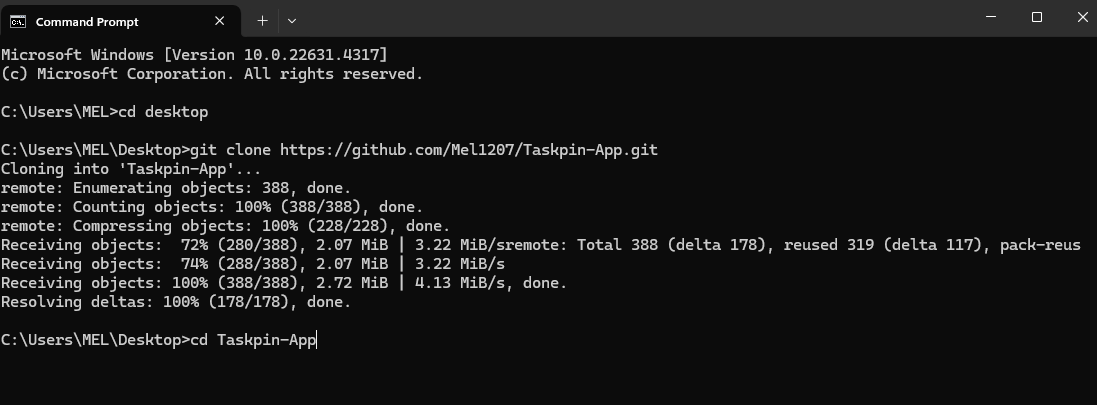 Command Prompt
Microsoft Windows [Version 10.0.22631.4317]
(c) Microsoft Corporation. All rights reserved.
C:\Users\MEL>cd desktop
C:\Users\MEL\Desktop>git clone https://github.com/Mel1207/Taskpin-App.git
Cloning into 'Taskpin-App'...
remote: Enumerating objects: 388, done.
remote: Counting objects: 100% (388/388), done.
remote: Compressing objects: 100% (228/228), done.
Receiving objects:  72% (280/388), 2.07 MiB | 3.22 MiB/sremote: Total 388 (delta 178), reused 319 (delta 117), pack-reus
Receiving objects:  74% (288/388), 2.07 MiB | 3.22 MiB/s
Receiving objects: 100% (388/388), 2.72 MiB | 4.13 MiB/s, done.
Resolving deltas: 100% (178/178), done.
C:\Users\MEL\Desktop>cd Taskpin-App